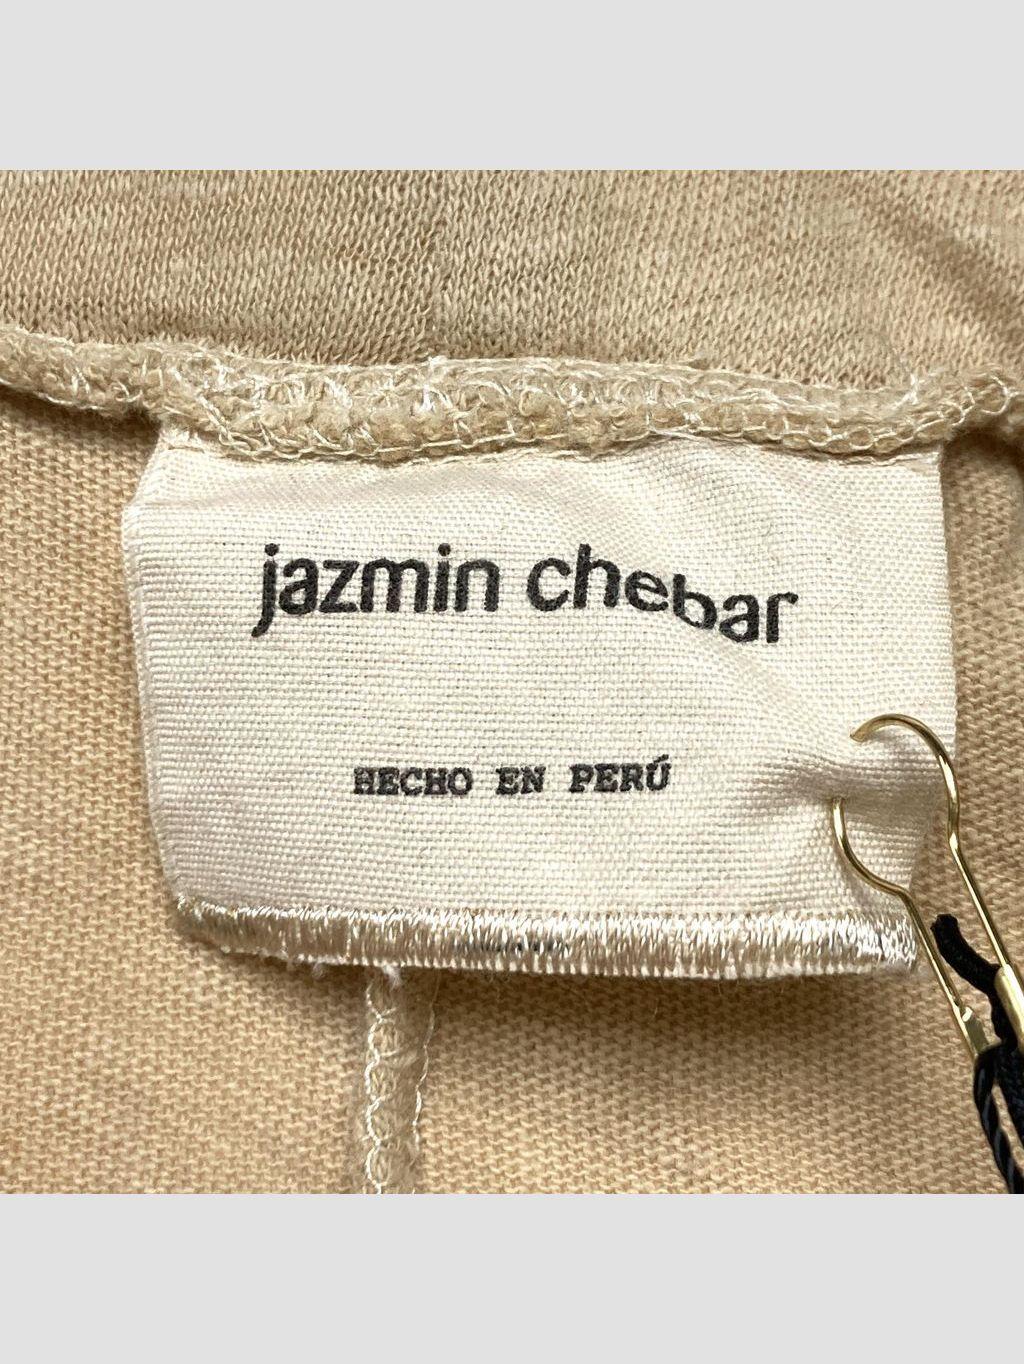 jazmin chebar
HECHO EN PERÚ